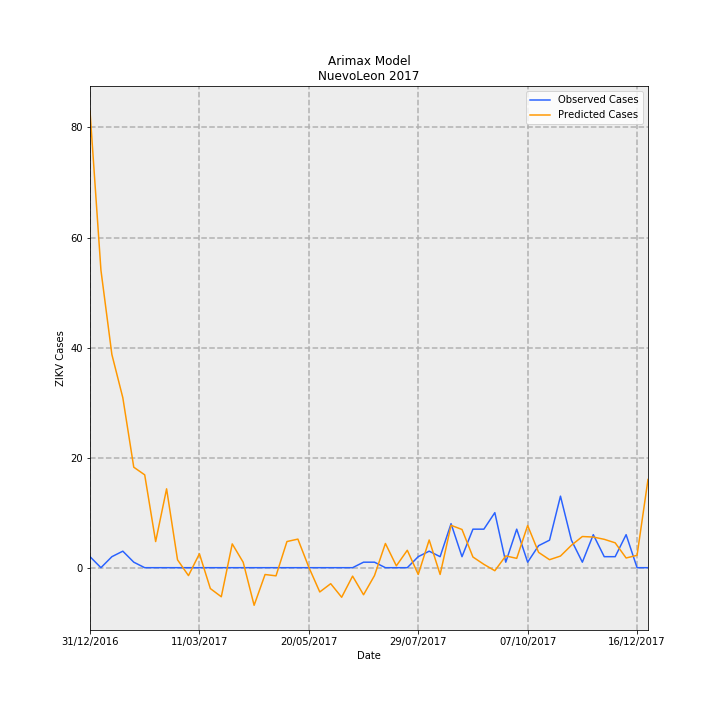 Arimax Model
NuevoLeon 2017
Observed Cases
Predicted Cases
80
60
40
20
0
ZIKV Cases
31/12/2016
11/03/2017
20/05/2017
29/07/2017
07/10/2017
16/12/2017
Date